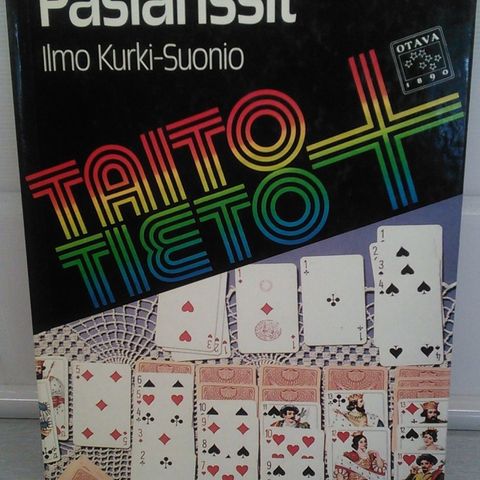 Pasianssit
Ilmo Kurki-Suonio
OTAVA
1890
TAITO
TIETO +